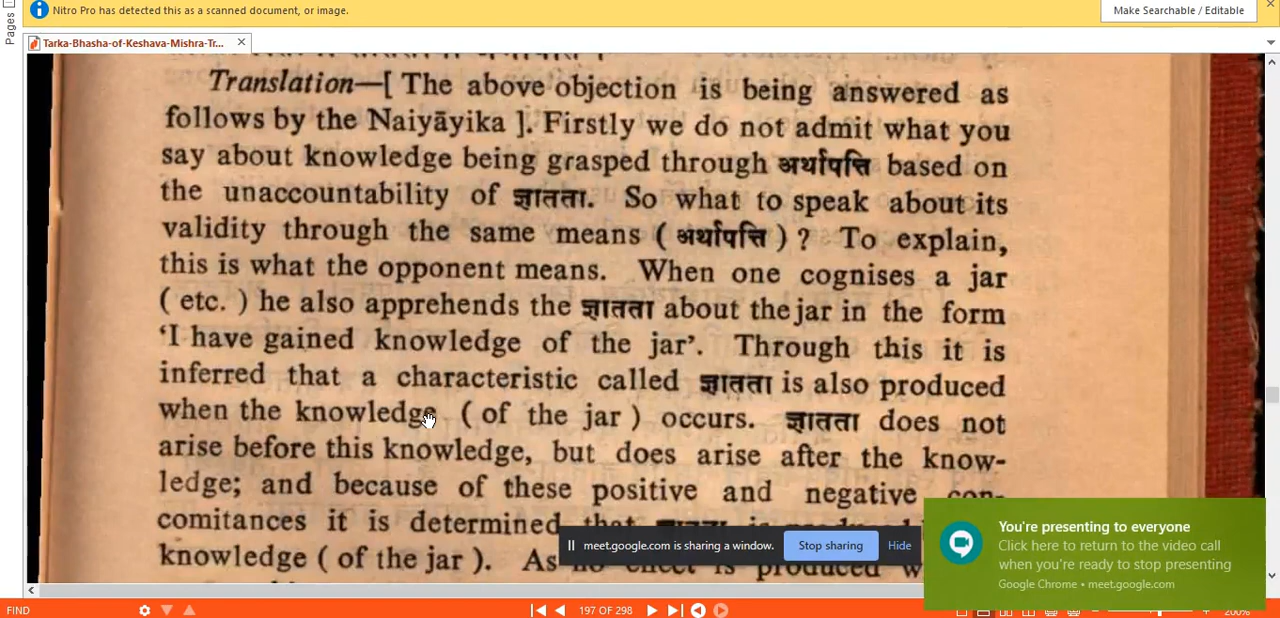 Nitro Pro has detected this as a scanned document, or image.
Make Searchable / Editable
Pages
Tarka-Bhasha-of-Keshava-Mishra-Tr...
Translation—[ The above objection is being answered as
follows by the Naiyāyika ]. Firstly we do not admit what you
say about knowledge being grasped through अर्थापत्ति based on
the unaccountability of ज्ञातता. So what to speak about its
validity through the same means ( अर्थापत्ति ) ? To explain,
this is what the opponent means. When one cognises a jar
( etc. ) he also apprehends the ज्ञातता about the jar in the form
'I have gained knowledge of the jar'. Through this it is
inferred that a characteristic called ज्ञातता is also produced
when the knowledge ( of the jar ) occurs. ज्ञातता does not
arise before this knowledge, but does arise after the know-
ledge; and because of these positive and negative con-
comitances it is determined that
knowledge ( of the jar ). As no effect is produced
meet.google.com is sharing a window.
Stop sharing
Hide
You're presenting to everyone
Click here to return to the video call
when you're ready to stop presenting
Google Chrome • meet.google.com
FIND
197 OF 298
200%